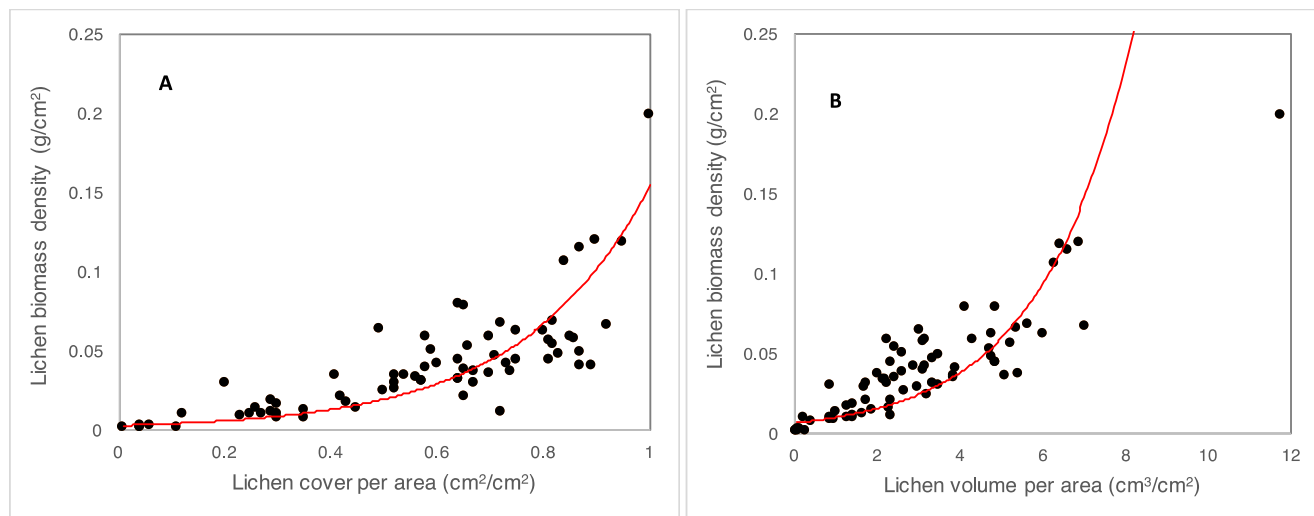 A
Lichen biomass density (g/cm²)
0.25
0.2
0.15
0.1
0.05
0
0 0.2 0.4 0.6 0.8 1
Lichen cover per area (cm²/cm²)
B
Lichen biomass density (g/cm²)
0.25
0.2
0.15
0.1
0.05
0
0 2 4 6 8 10 12
Lichen volume per area (cm³/cm²)